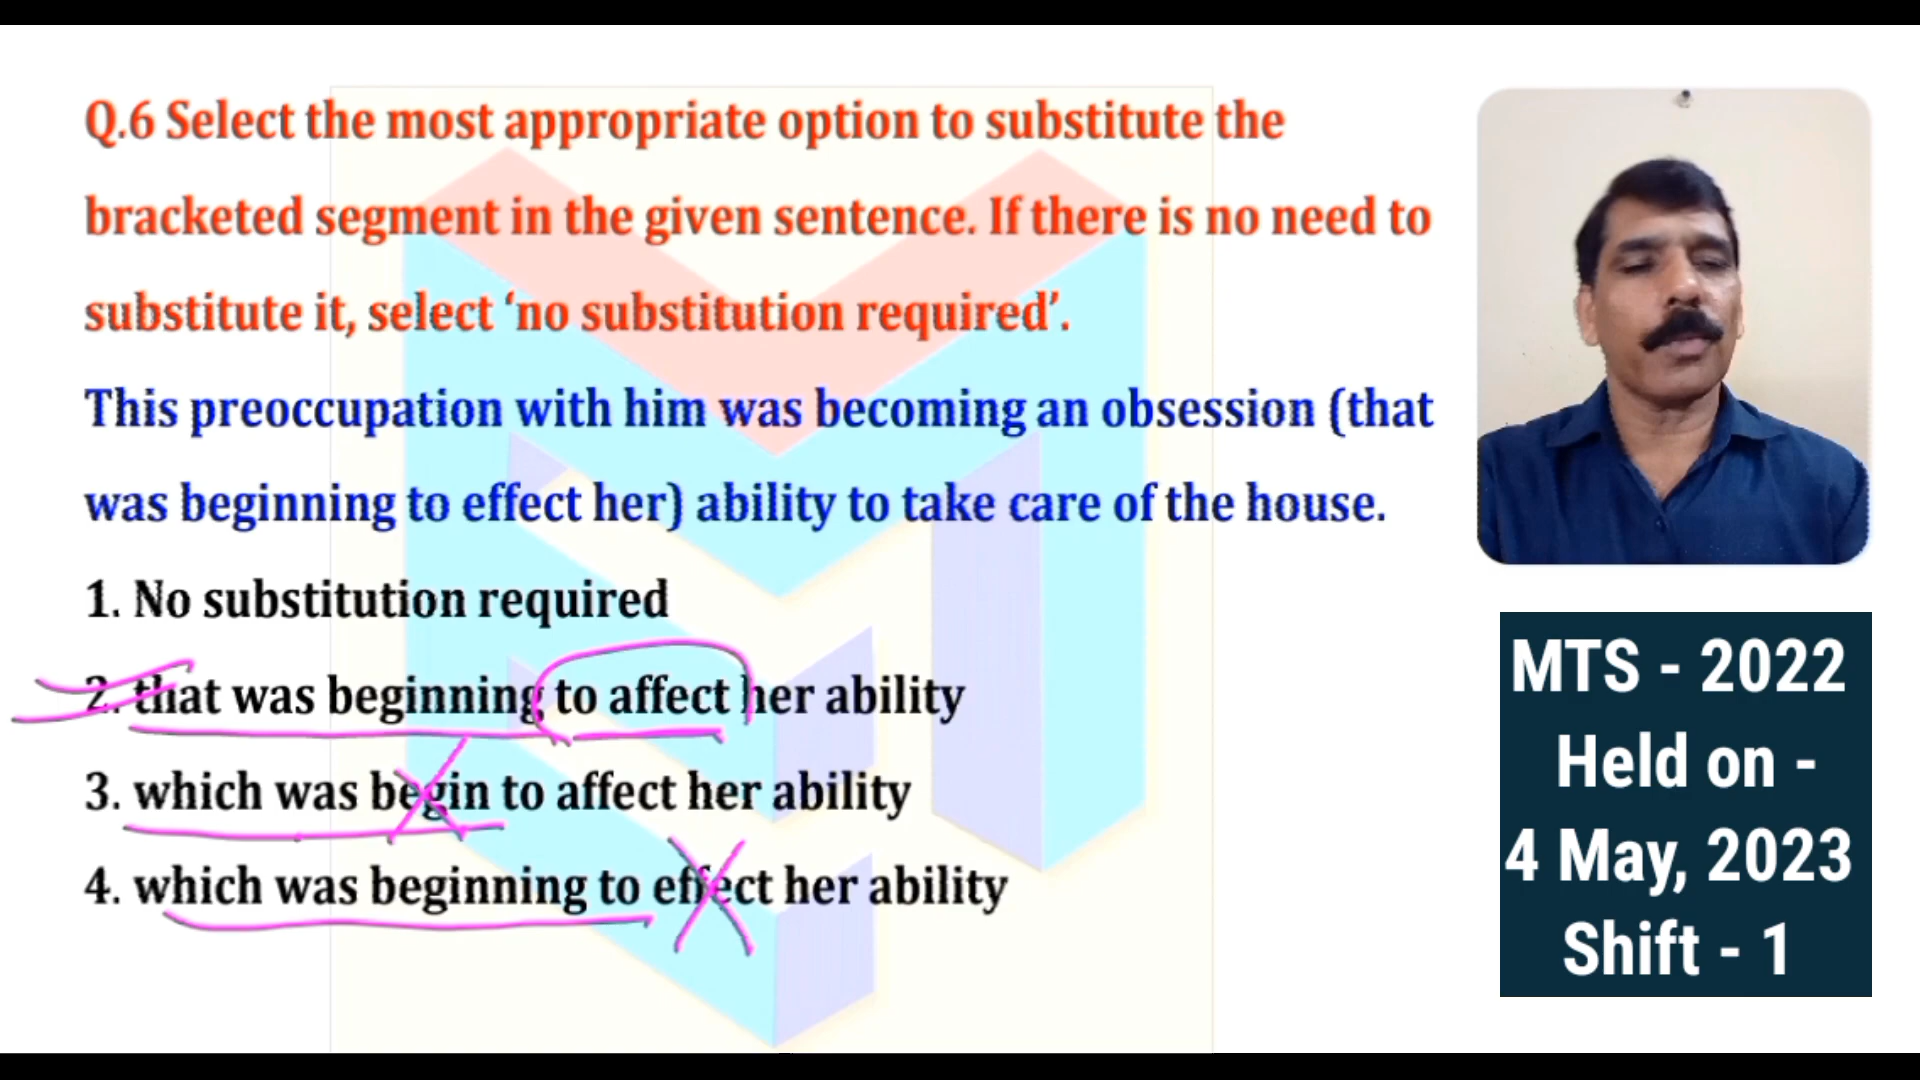 Q.6 Select the most appropriate option to substitute the
bracketed segment in the given sentence. If there is no need to
substitute it, select ‘no substitution required’.
This preoccupation with him was becoming an obsession (that
was beginning to effect her) ability to take care of the house.
1. No substitution required
2. that was beginning to affect her ability
3. which was begin to affect her ability
4. which was beginning to effect her ability
MTS - 2022
Held on -
4 May, 2023
Shift - 1